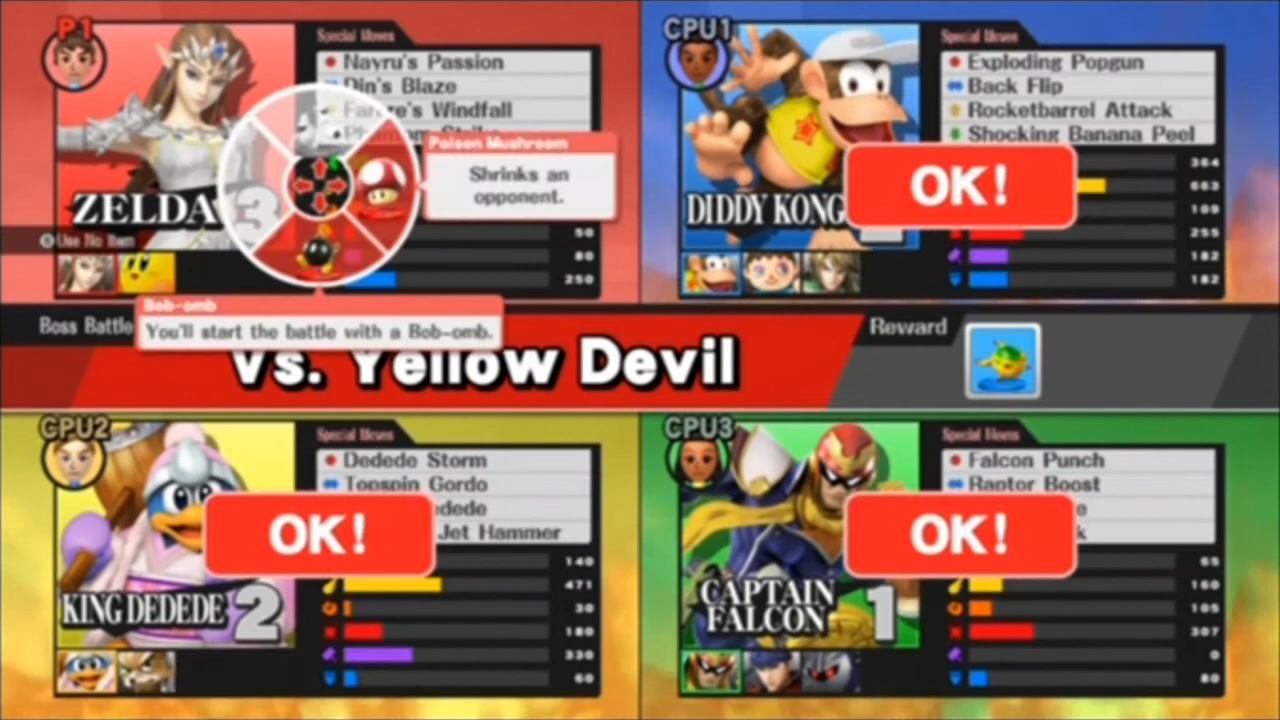 P1
Special Moves
Nayru's Passion
Din's Blaze
Farore's Windfall
Phantom Strike
Poison Mushroom
Shrinks an
opponent.
ZELDA 3
Use No Item
50
80
250
Bob-omb
You'll start the battle with a Bob-omb.
CPU1
Special Moves
Exploding Popgun
Back Flip
Rocketbarrel Attack
Shocking Banana Peel
OK!
DIDDY KONG
364
663
109
255
182
182
Boss Battle
Vs. Yellow Devil
Reward
CPU2
Special Moves
Dedede Storm
Topspin Gordo
edede
Jet Hammer
OK!
KING DEDEDE 2
140
471
30
180
330
60
CPU3
Special Moves
Falcon Punch
Raptor Boost
e
k
OK!
CAPTAIN
FALCON 1
65
160
105
307
0
80